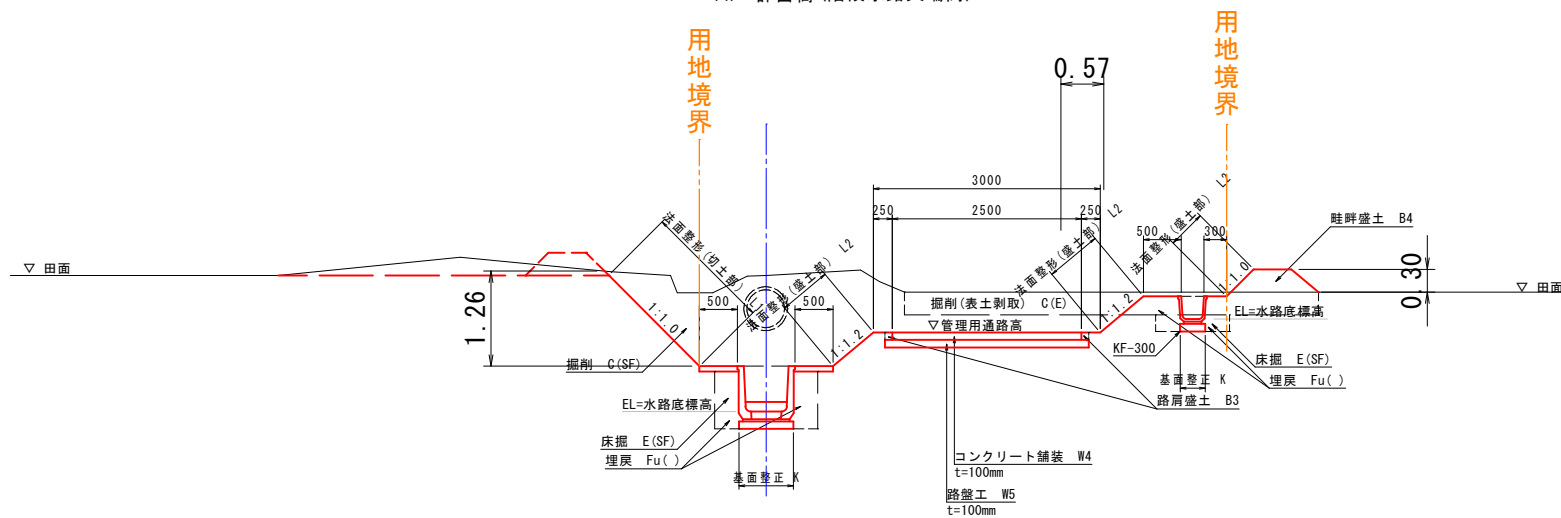 用地境界
用地境界
0.57
3000
250
2500
250
法面整形(切土部)
法面整形(盛土部) L2
法面整形(盛土部) L2
法面整形(盛土部) L2
500
300
畦畔盛土 B4
▽ 田面
1.26
1:1.0
500
500
1:1.2
掘削(表土剥取) C(E)
▽管理用通路高
1:1.2
1:1.0
0.30
▽ 田面
EL=水路底標高
掘削 C(SF)
KF-300
床掘 E(SF)
埋戻 Fu( )
基面整正 K
路肩盛土 B3
EL=水路底標高
床掘 E(SF)
埋戻 Fu( )
基面整正 K
コンクリート舗装 W4
t=100mm
路盤工 W5
t=100mm